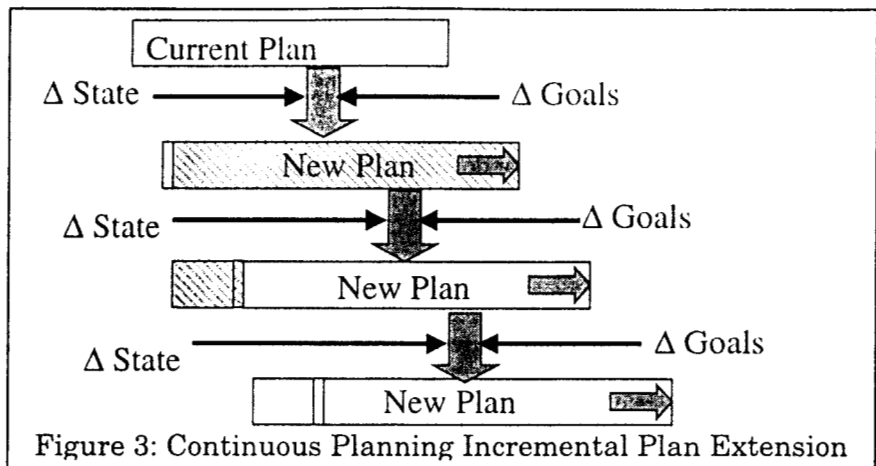 Current Plan
Δ State
Δ Goals
New Plan
Δ State
Δ Goals
New Plan
Δ State
Δ Goals
New Plan
Figure 3: Continuous Planning Incremental Plan Extension